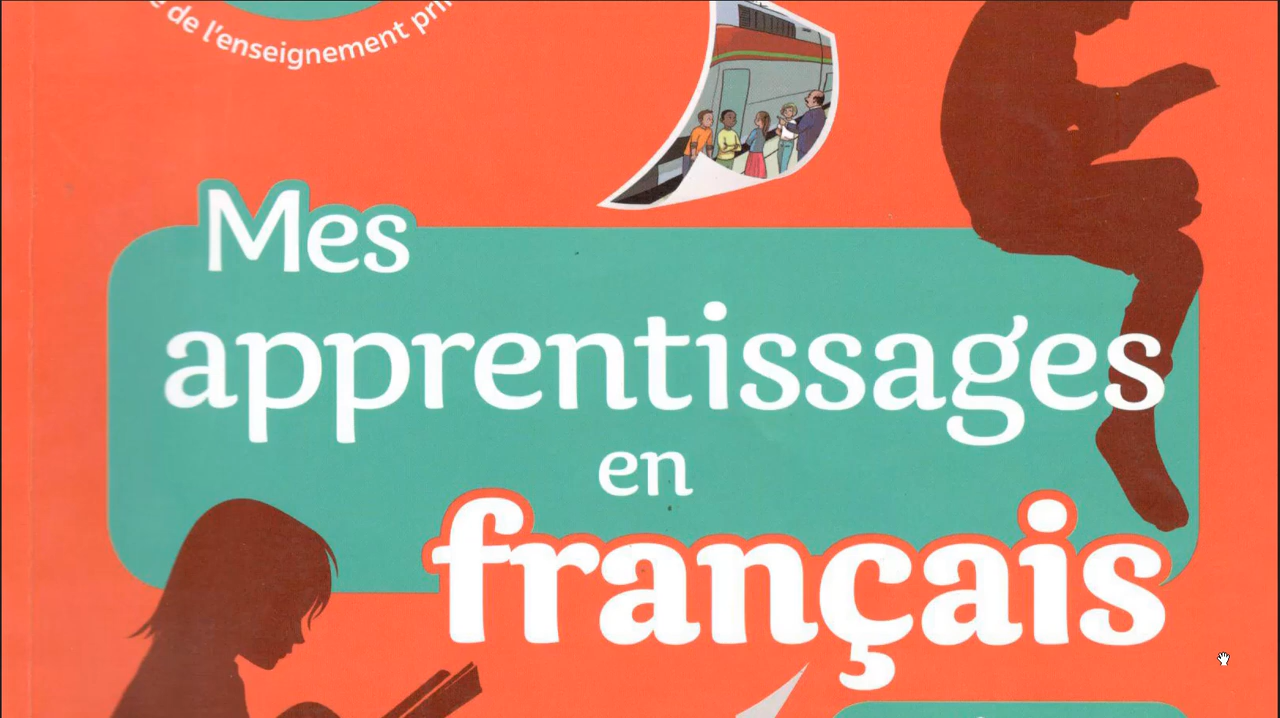 de l'enseignement
Mes
apprentissages
en
français